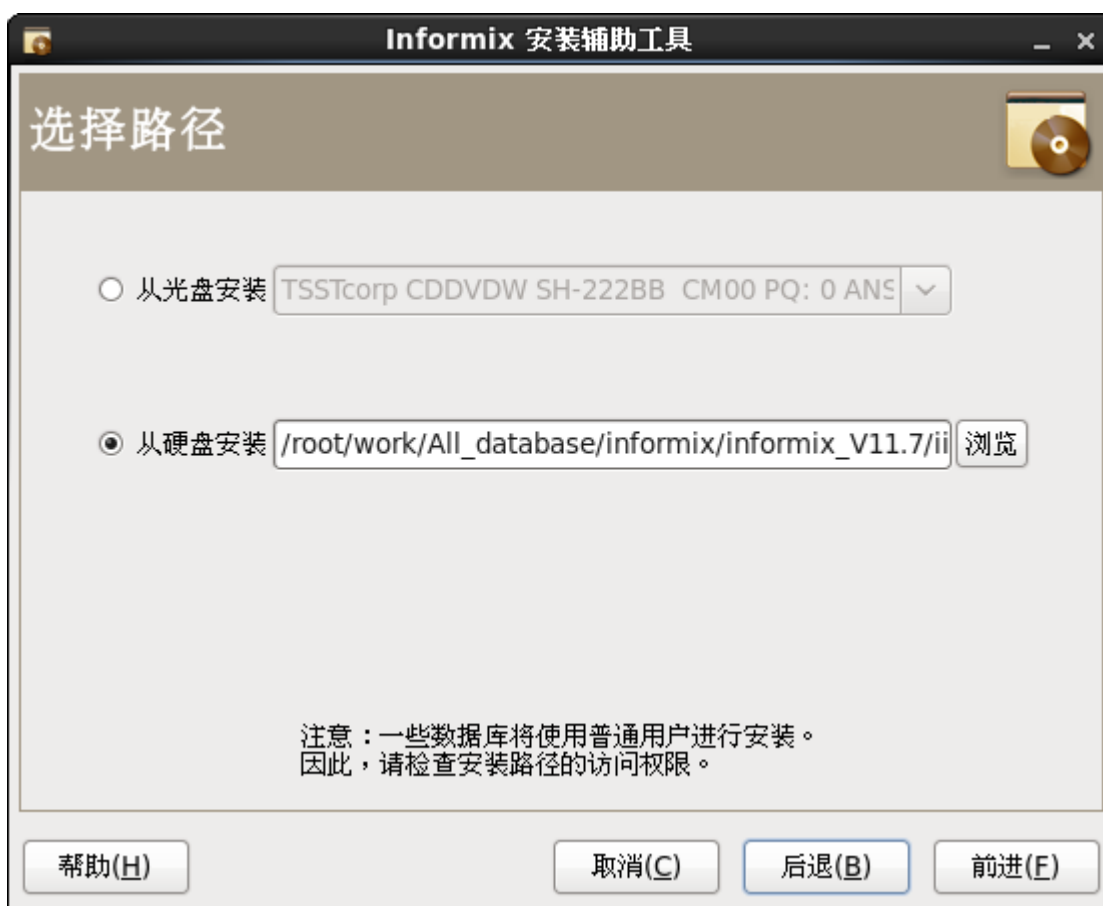 Informix 安装辅助工具
选择路径
从光盘安装 TSSTcorp CDDVDW SH-222BB CM00 PQ: 0 ANS
从硬盘安装 /root/work/All_database/informix/informix_V11.7/ii 浏览
注意：一些数据库将使用普通用户进行安装。
因此，请检查安装路径的访问权限。
帮助(H) 取消(C) 后退(B) 前进(F)